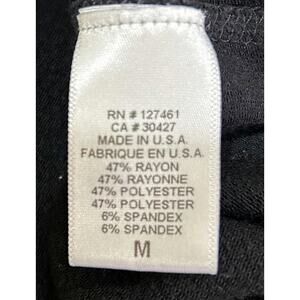 RN # 127461
CA # 30427
MADE IN U.S.A.
FABRIQUE EN U.S.A.
47% RAYON
47% RAYONNE
47% POLYESTER
47% POLYESTER
6% SPANDEX
6% SPANDEX
M